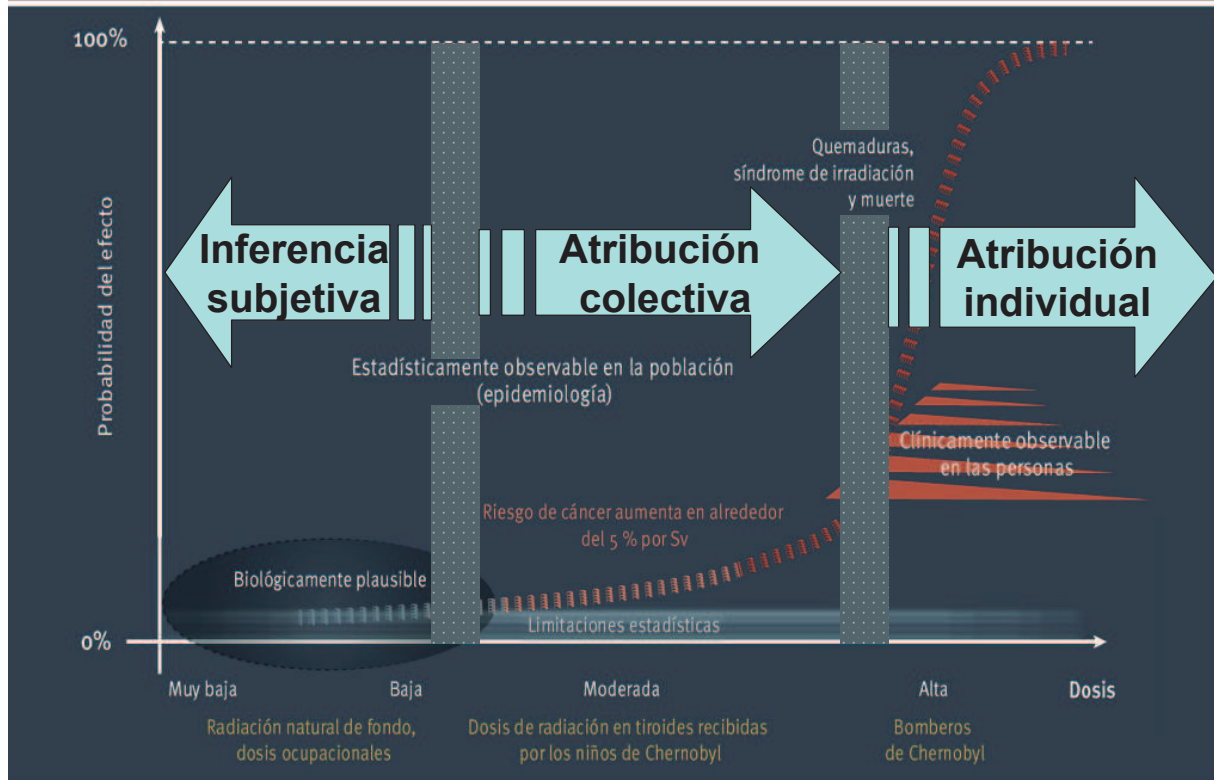 100%
Probabilidad del efecto
Quemaduras,
síndrome de irradiación
y muerte
Inferencia
subjetiva
Atribución
colectiva
Atribución
individual
Estadísticamente observable en la población
(epidemiología)
Clínicamente observable
en las personas
Riesgo de cáncer aumenta en alrededor
del 5 % por Sv
Biológicamente plausible
Limitaciones estadísticas
0%
Muy baja
Baja
Moderada
Alta
Dosis
Radiación natural de fondo,
dosis ocupacionales
Dosis de radiación en tiroides recibidas
por los niños de Chernobyl
Bomberos
de Chernobyl